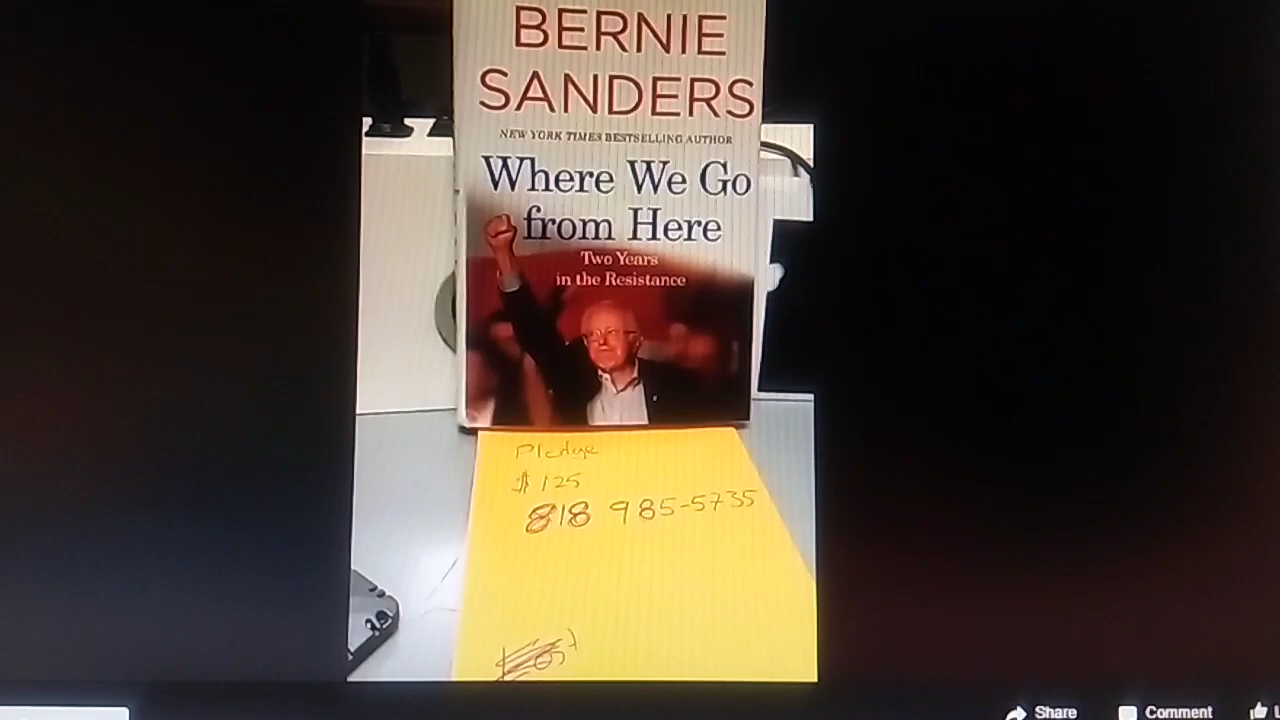 BERNIE
SANDERS
NEW YORK TIMES BESTSELLING AUTHOR
Where We Go
from Here
Two Years
in the Resistance
Pledge
$125
818 985-5735
Share Comment